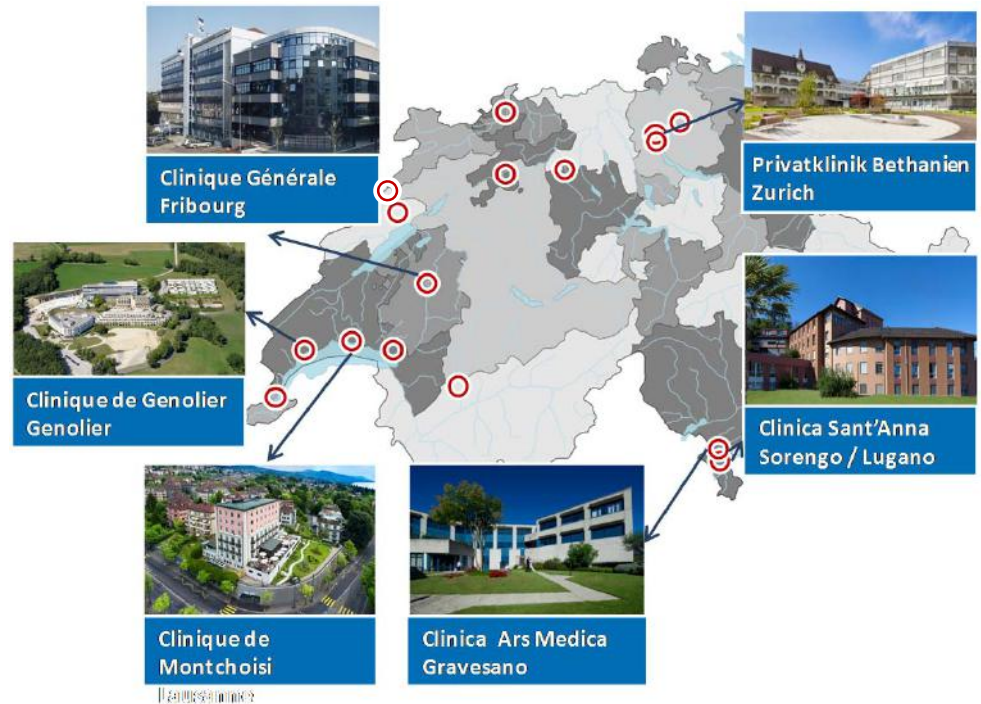 Clinique Générale
Fribourg
Privatklinik Bethanien
Zurich
Clinique de Genolier
Genolier
Clinica Sant'Anna
Sorengo / Lugano
Clinique de
Montchoisi
Lausanne
Clinica Ars Medica
Gravesano